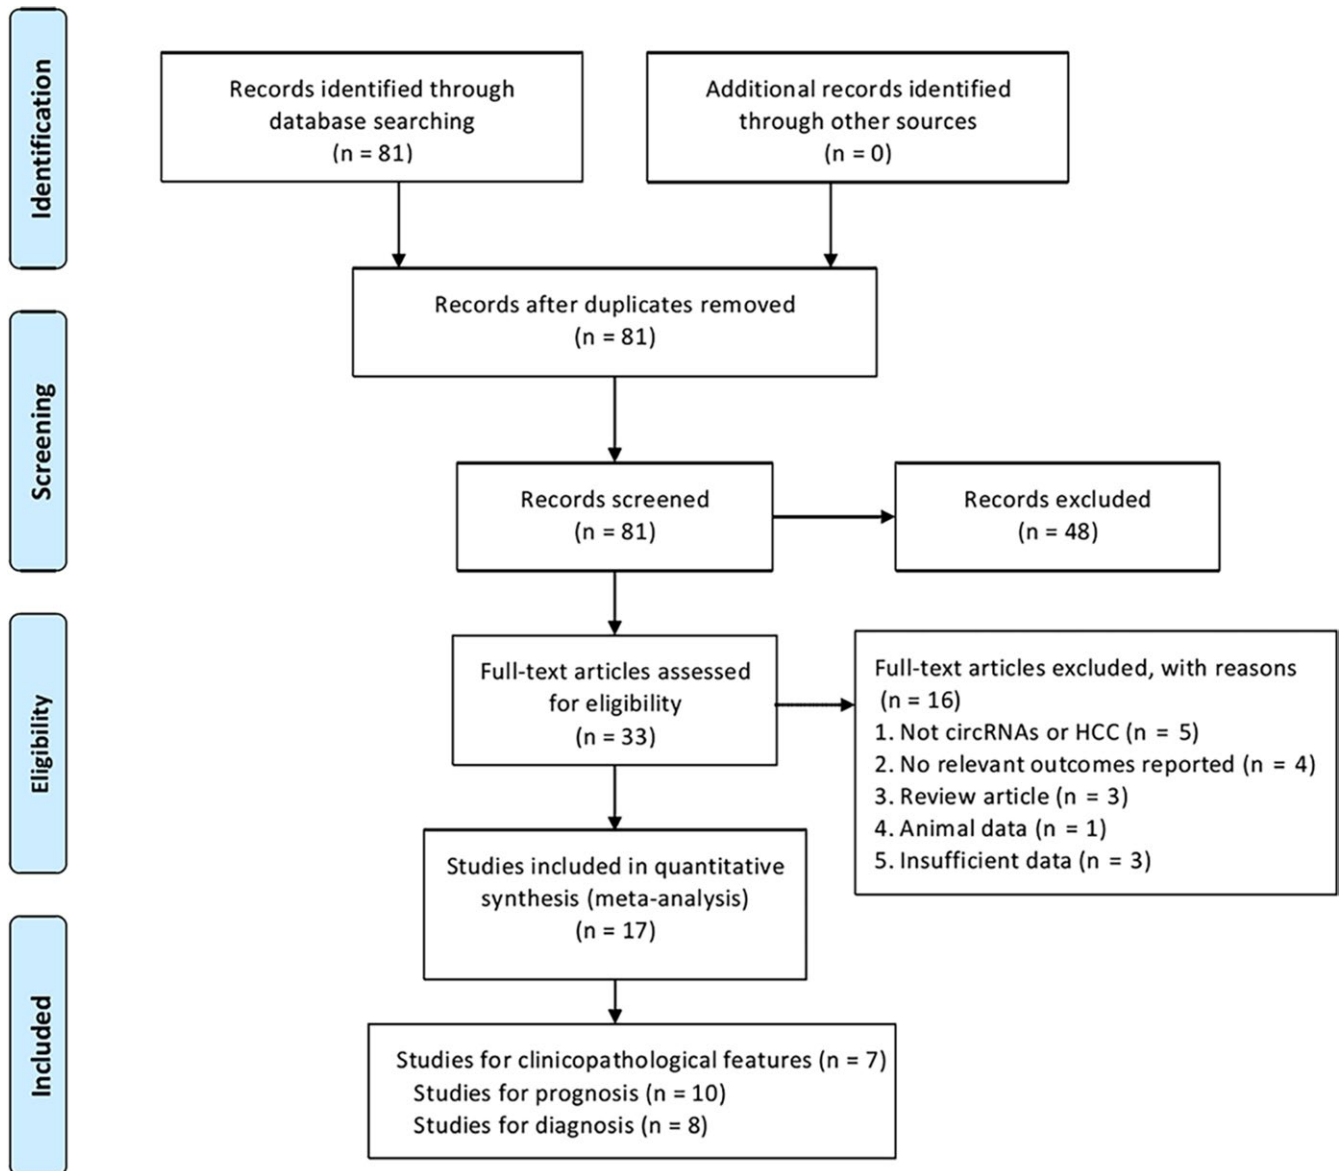 Identification
Records identified through
database searching
(n = 81)
Additional records identified
through other sources
(n = 0)
Records after duplicates removed
(n = 81)
Screening
Records screened
(n = 81)
Records excluded
(n = 48)
Eligibility
Full-text articles assessed
for eligibility
(n = 33)
Full-text articles excluded, with reasons
(n = 16)
1. Not circRNAs or HCC (n = 5)
2. No relevant outcomes reported (n = 4)
3. Review article (n = 3)
4. Animal data (n = 1)
5. Insufficient data (n = 3)
Studies included in quantitative
synthesis (meta-analysis)
(n = 17)
Included
Studies for clinicopathological features (n = 7)
Studies for prognosis (n = 10)
Studies for diagnosis (n = 8)